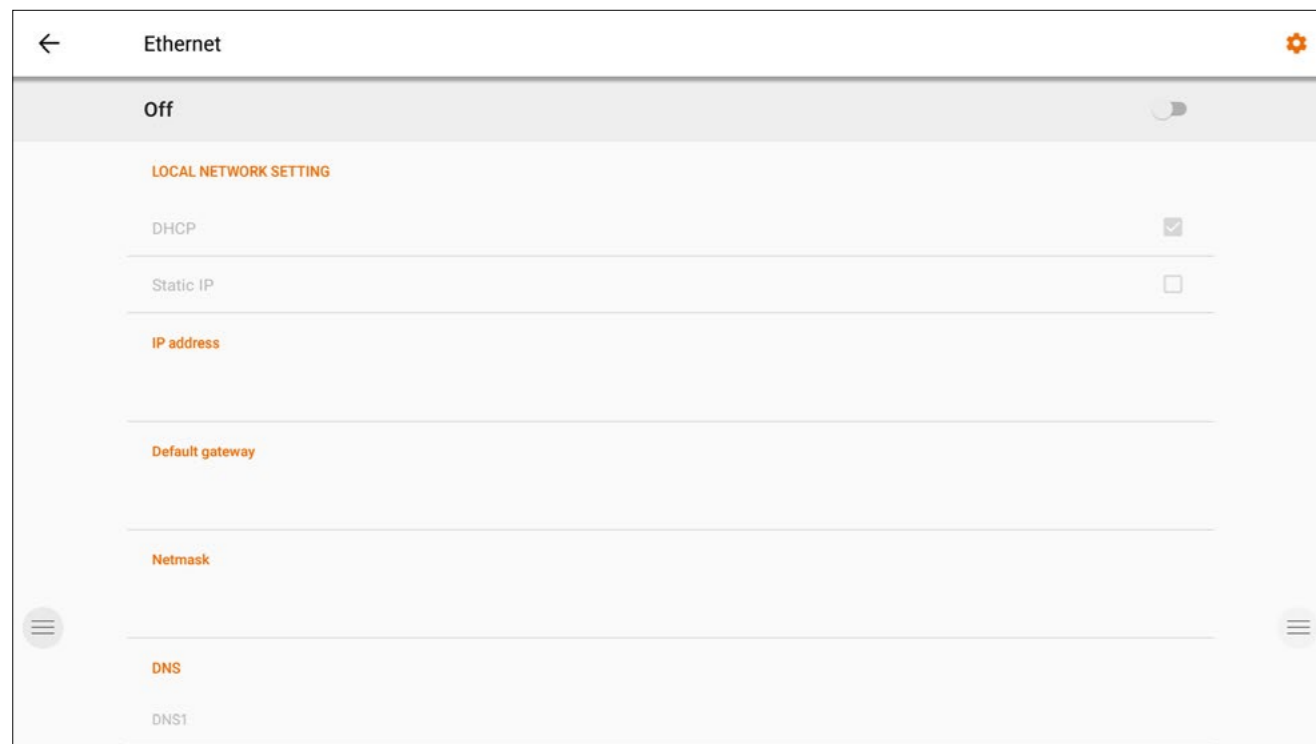 Ethernet
Off
LOCAL NETWORK SETTING
DHCP
Static IP
IP address
Default gateway
Netmask
DNS
DNS1